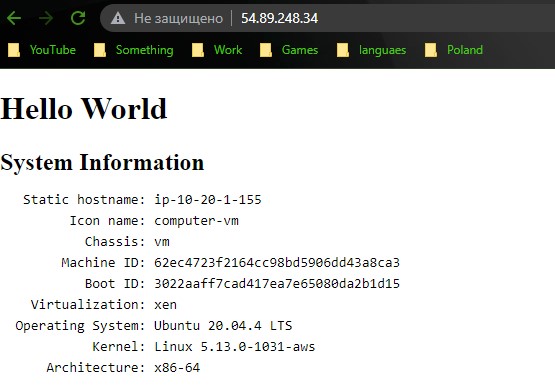 Не защищено 54.89.248.34
YouTube Something Work Games languaes Poland
Hello World
System Information
Static hostname: ip-10-20-1-155
Icon name: computer-vm
Chassis: vm
Machine ID: 62ec4723f2164cc98bd5906dd43a8ca3
Boot ID: 3022aaff7cad417ea7e65080da2b1d15
Virtualization: xen
Operating System: Ubuntu 20.04.4 LTS
Kernel: Linux 5.13.0-1031-aws
Architecture: x86-64